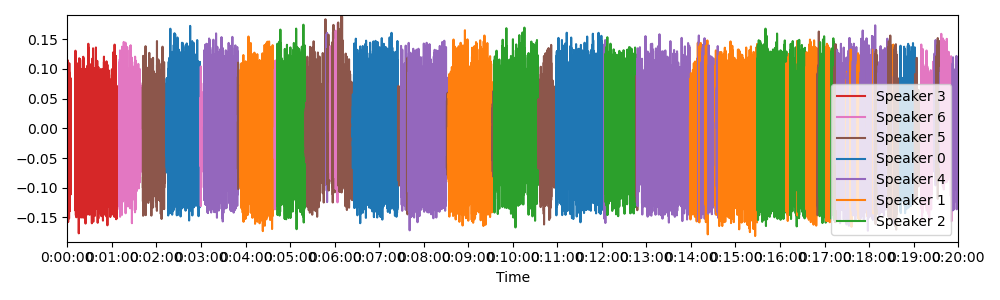 0.15
0.10
0.05
0.00
−0.05
−0.10
−0.15
Speaker 3
Speaker 6
Speaker 5
Speaker 0
Speaker 4
Speaker 1
Speaker 2
0:00:00 0:01:00 0:02:00 0:03:00 0:04:00 0:05:00 0:06:00 0:07:00 0:08:00 0:09:00 0:10:00 0:11:00 0:12:00 0:13:00 0:14:00 0:15:00 0:16:00 0:17:00 0:18:00 0:19:00 0:20:00
Time